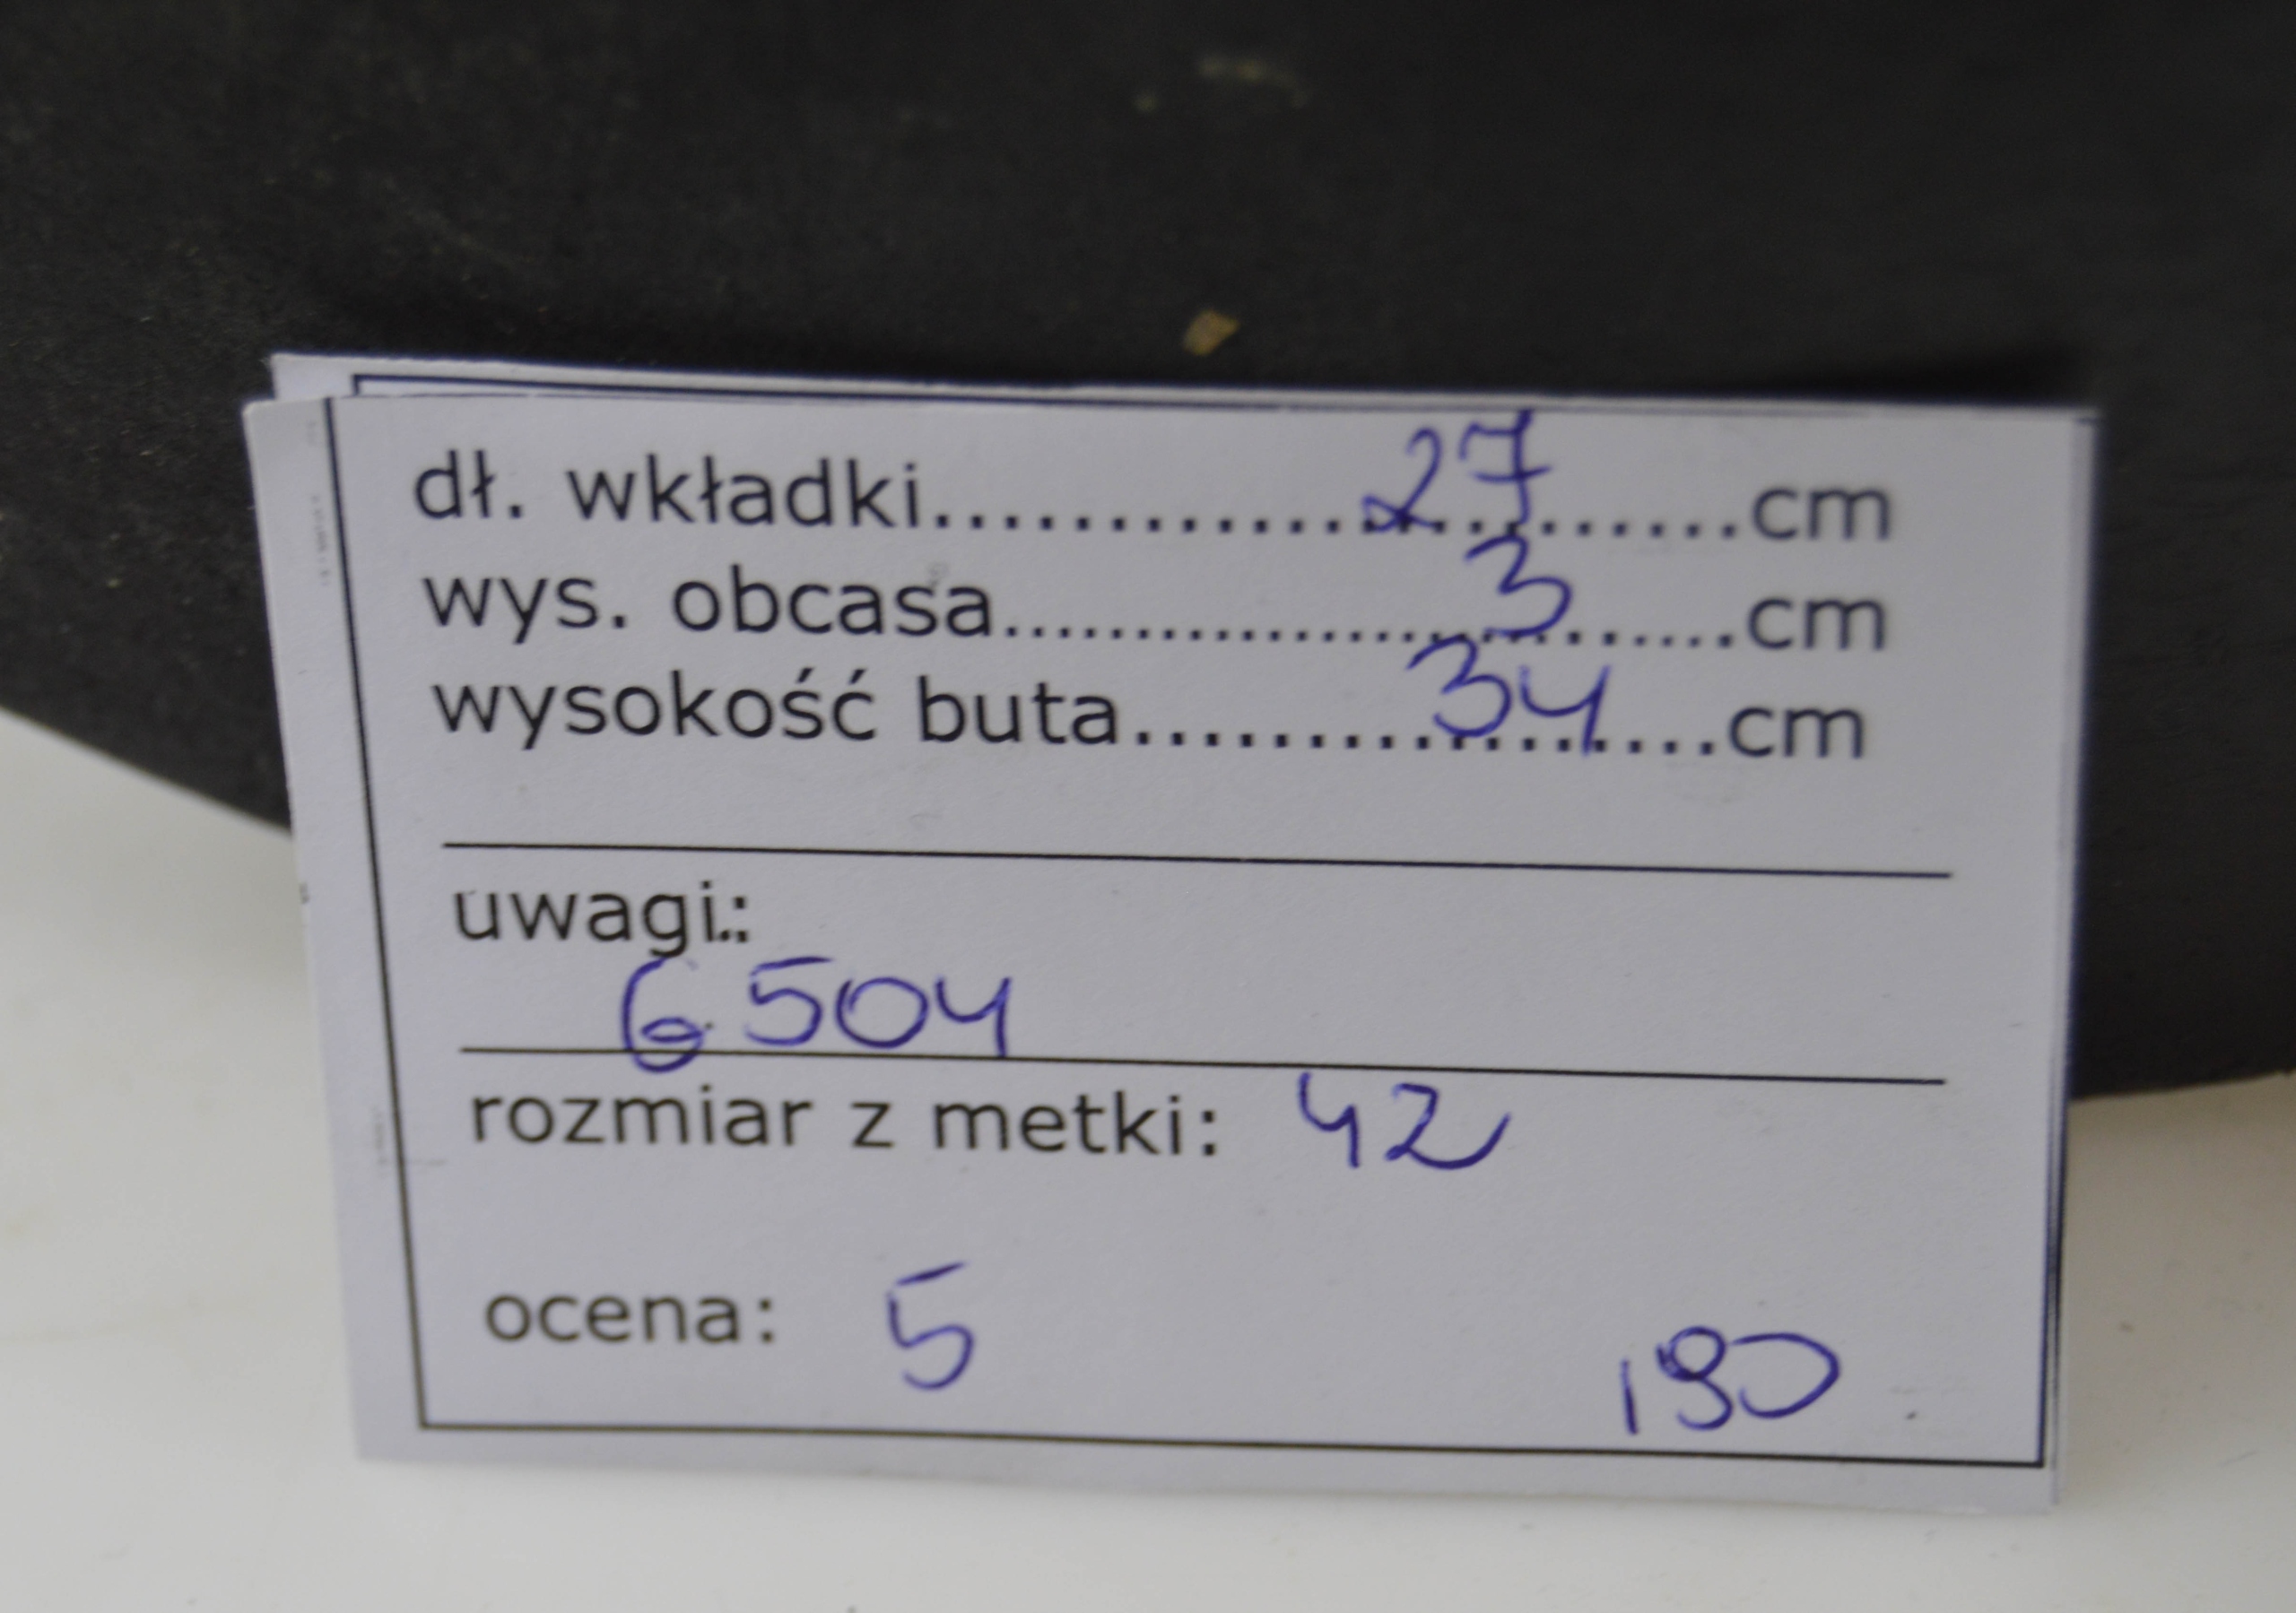 dł. wkładki........................27......cm
wys. obcasa............................3......cm
wysokość buta................34....cm
uwagi.:
6504
rozmiar z metki: 42
ocena: 5
190